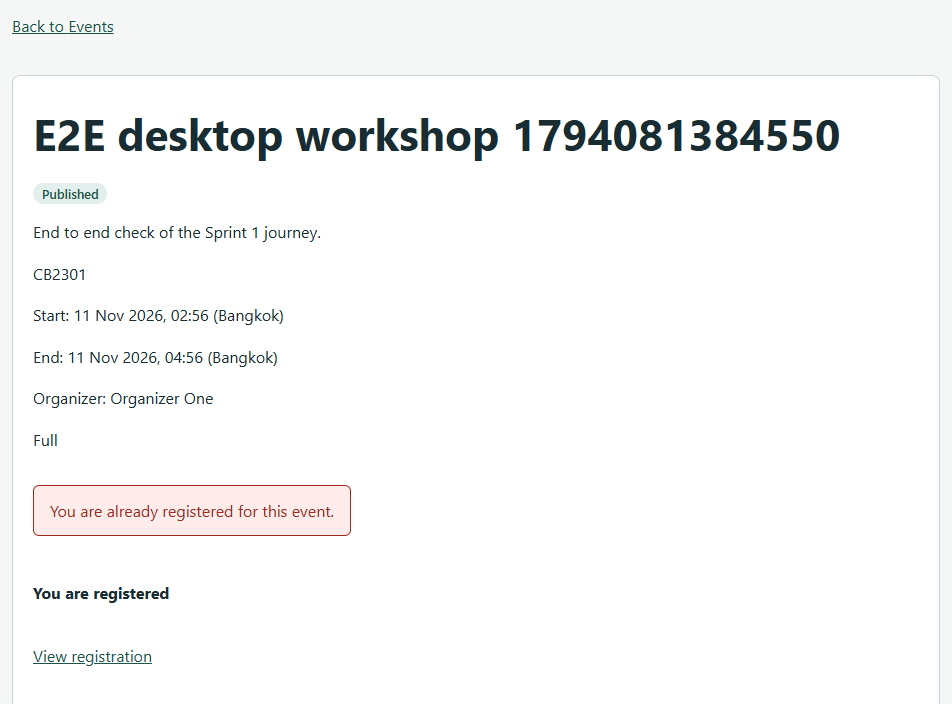 Back to Events
E2E desktop workshop 1794081384550
Published
End to end check of the Sprint 1 journey.
CB2301
Start: 11 Nov 2026, 02:56 (Bangkok)
End: 11 Nov 2026, 04:56 (Bangkok)
Organizer: Organizer One
Full
You are already registered for this event.
You are registered
View registration